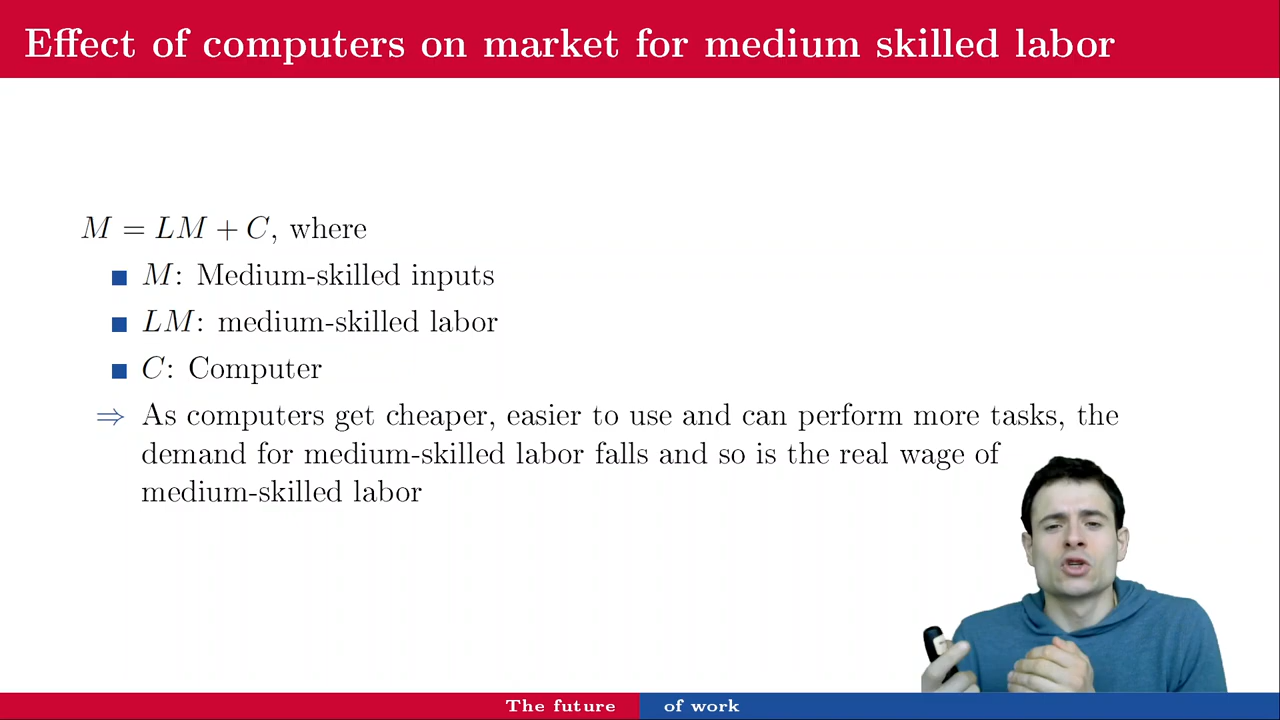 Effect of computers on market for medium skilled labor
M = LM + C, where
M: Medium-skilled inputs
LM: medium-skilled labor
C: Computer
⇒ As computers get cheaper, easier to use and can perform more tasks, the
demand for medium-skilled labor falls and so is the real wage of
medium-skilled labor
The future of work